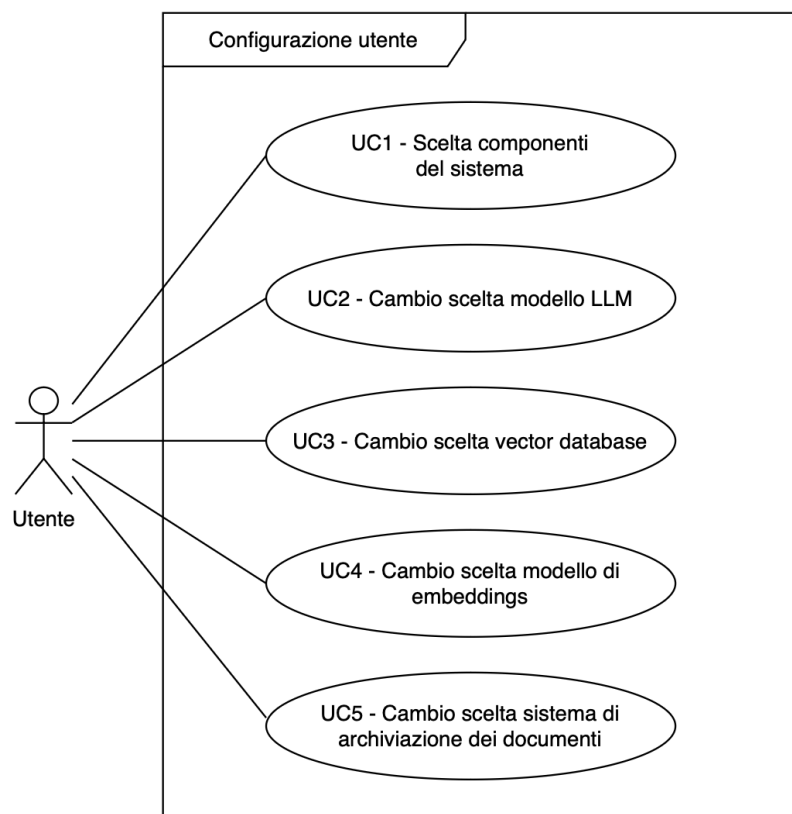 Configurazione utente
UC1 - Scelta componenti
del sistema
UC2 - Cambio scelta modello LLM
UC3 - Cambio scelta vector database
Utente
UC4 - Cambio scelta modello di
embeddings
UC5 - Cambio scelta sistema di
archiviazione dei documenti